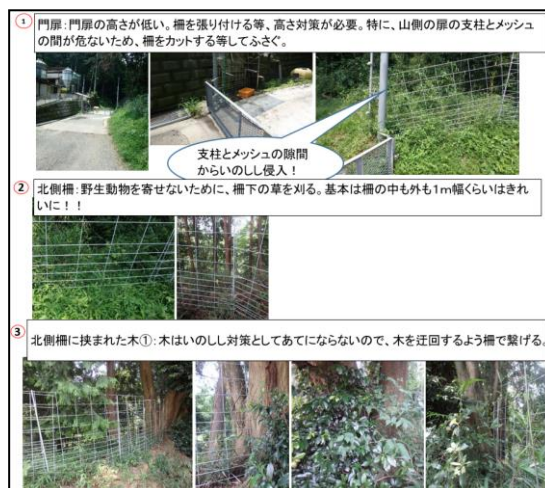 ① 門扉：門扉の高さが低い。柵を張り付ける等、高さ対策が必要。特に、山側の扉の支柱とメッシュ
の間が危ないため、柵をカットする等してふさぐ。
支柱とメッシュの隙間
からいのしし侵入！
② 北側柵：野生動物を寄せないために、柵下の草を刈る。基本は柵の中も外も1ｍ幅くらいはきれ
いに！！
③ 北側柵に挟まれた木①：木はいのしし対策としてあてにならないので、木を迂回するよう柵で繋げる。